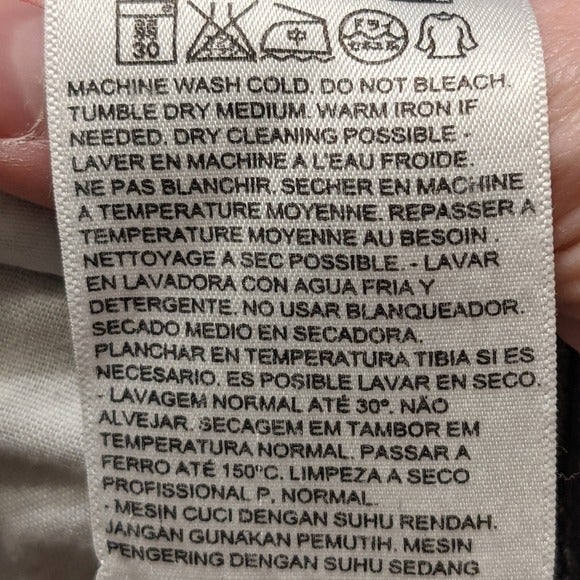 30
中
MACHINE WASH COLD. DO NOT BLEACH.
TUMBLE DRY MEDIUM. WARM IRON IF
NEEDED. DRY CLEANING POSSIBLE -
LAVER EN MACHINE A L'EAU FROIDE.
NE PAS BLANCHIR. SECHER EN MACHINE
A TEMPERATURE MOYENNE. REPASSER A
TEMPERATURE MOYENNE AU BESOIN.
NETTOYAGE A SEC POSSIBLE. - LAVAR
EN LAVADORA CON AGUA FRIA Y
DETERGENTE. NO USAR BLANQUEADOR.
SECADO MEDIO EN SECADORA.
PLANCHAR EN TEMPERATURA TIBIA SI ES
NECESARIO. ES POSIBLE LAVAR EN SECO.
- LAVAGEM NORMAL ATÉ 30º. NÃO
ALVEJAR. SECAGEM EM TAMBOR EM
TEMPERATURA NORMAL. PASSAR A
FERRO ATÉ 150ºC. LIMPEZA A SECO
PROFISSIONAL P, NORMAL.
- MESIN CUCI DENGAN SUHU RENDAH.
JANGAN GUNAKAN PEMUTIH. MESIN
PENGERING DENGAN SUHU SEDANG